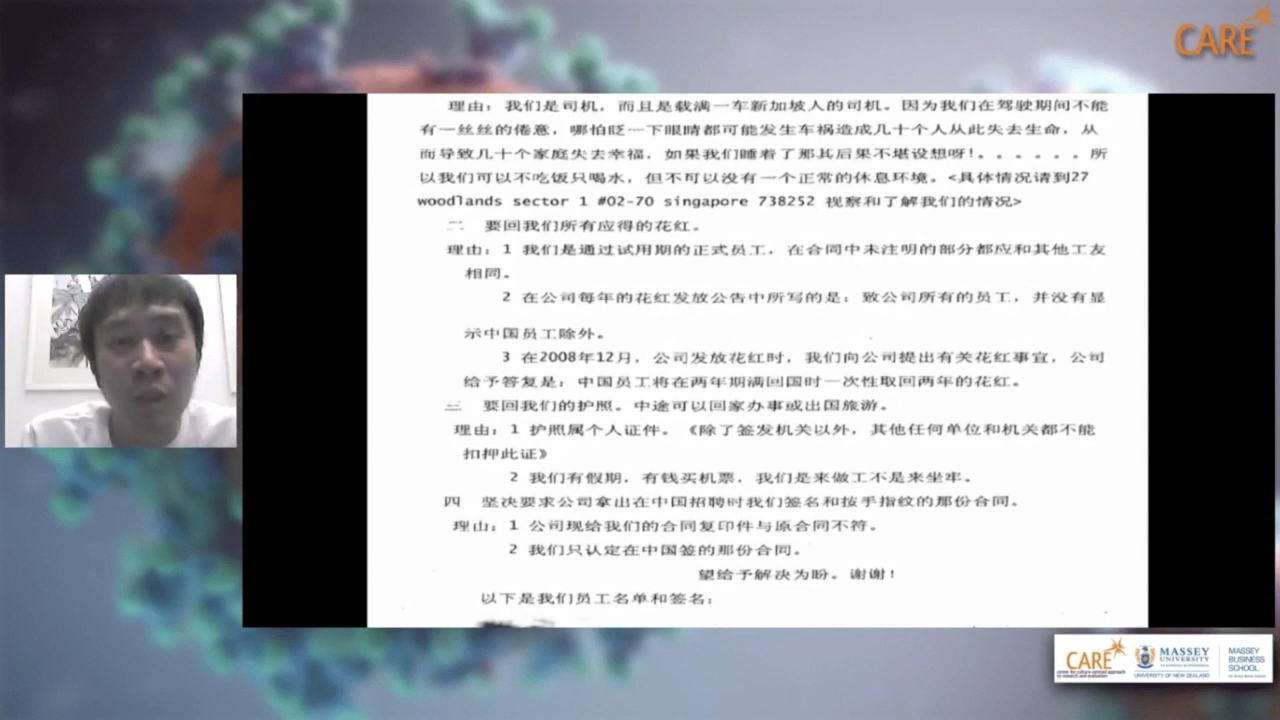 CARE
理由：我们是司机，而且是载满一车新加坡人的司机。因为我们在驾驶期间不能
有一丝丝的倦意，哪怕眨一下眼睛都可能发生车祸造成几十个人从此失去生命，从
而导致几十个家庭失去幸福，如果我们睡着了那其后果不堪设想呀！。。。。。。所
以我们可以不吃饭只喝水，但不可以没有一个正常的休息环境。<具体情况请到27
woodlands sector 1 #02-70 singapore 738252 视察和了解我们的情况>
二 要回我们所有应得的花红。
理由：1 我们是通过试用期的正式员工，在合同中未注明的部分都应和其他工友
相同。
2 在公司每年的花红发放公告中所写的是：致公司所有的员工，并没有显
示中国员工除外。
3 在2008年12月，公司发放花红时，我们向公司提出有关花红事宜，公司
给予答复是：中国员工将在两年期满回国时一次性取回两年的花红。
三 要回我们的护照。中途可以回家办事或出国旅游。
理由：1 护照属个人证件。《除了签发机关以外，其他任何单位和机关都不能
扣押此证》
2 我们有假期，有钱买机票，我们是来做工不是来坐牢。
四 坚决要求公司拿出在中国招聘时我们签名和按手指纹的那份合同。
理由：1 公司现给我们的合同复印件与原合同不符。
2 我们只认定在中国签的那份合同。
望给予解决为盼。谢谢！
以下是我们员工名单和签名：
CARE
MASSEY
UNIVERSITY
UNIVERSITY OF NEW ZEALAND
MASSEY
BUSINESS
SCHOOL